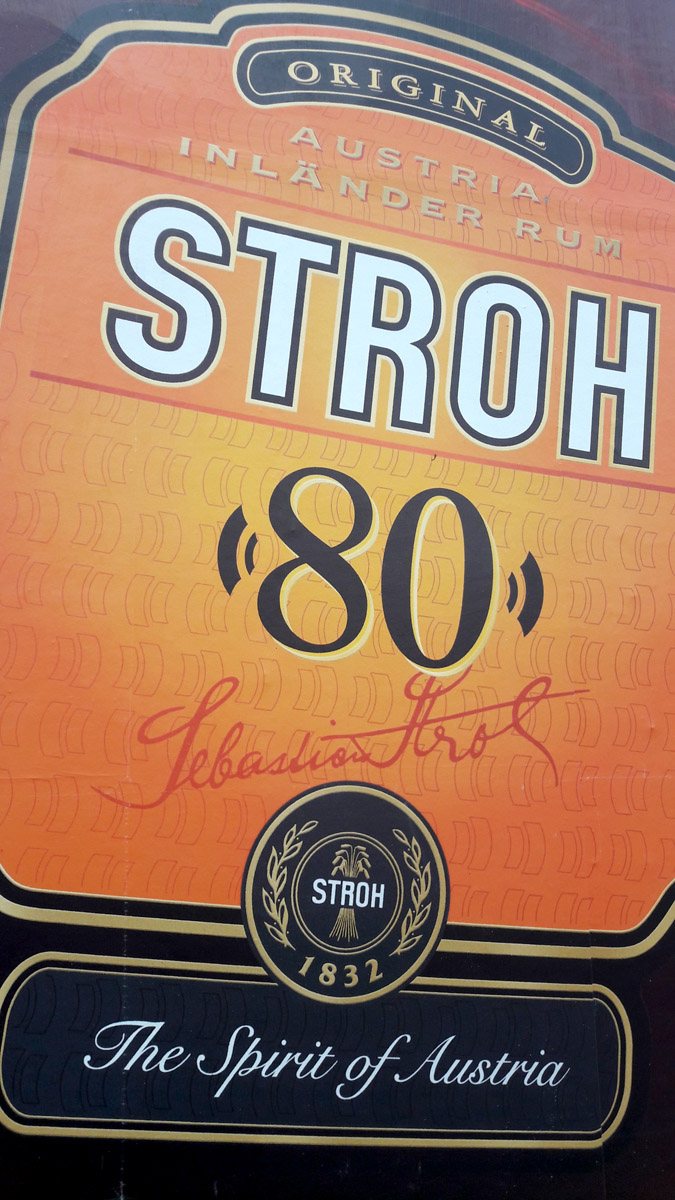 ORIGINAL
AUSTRIA
INLÄNDER RUM
STROH
80
Sebastian Stroh
STROH
1832
The Spirit of Austria